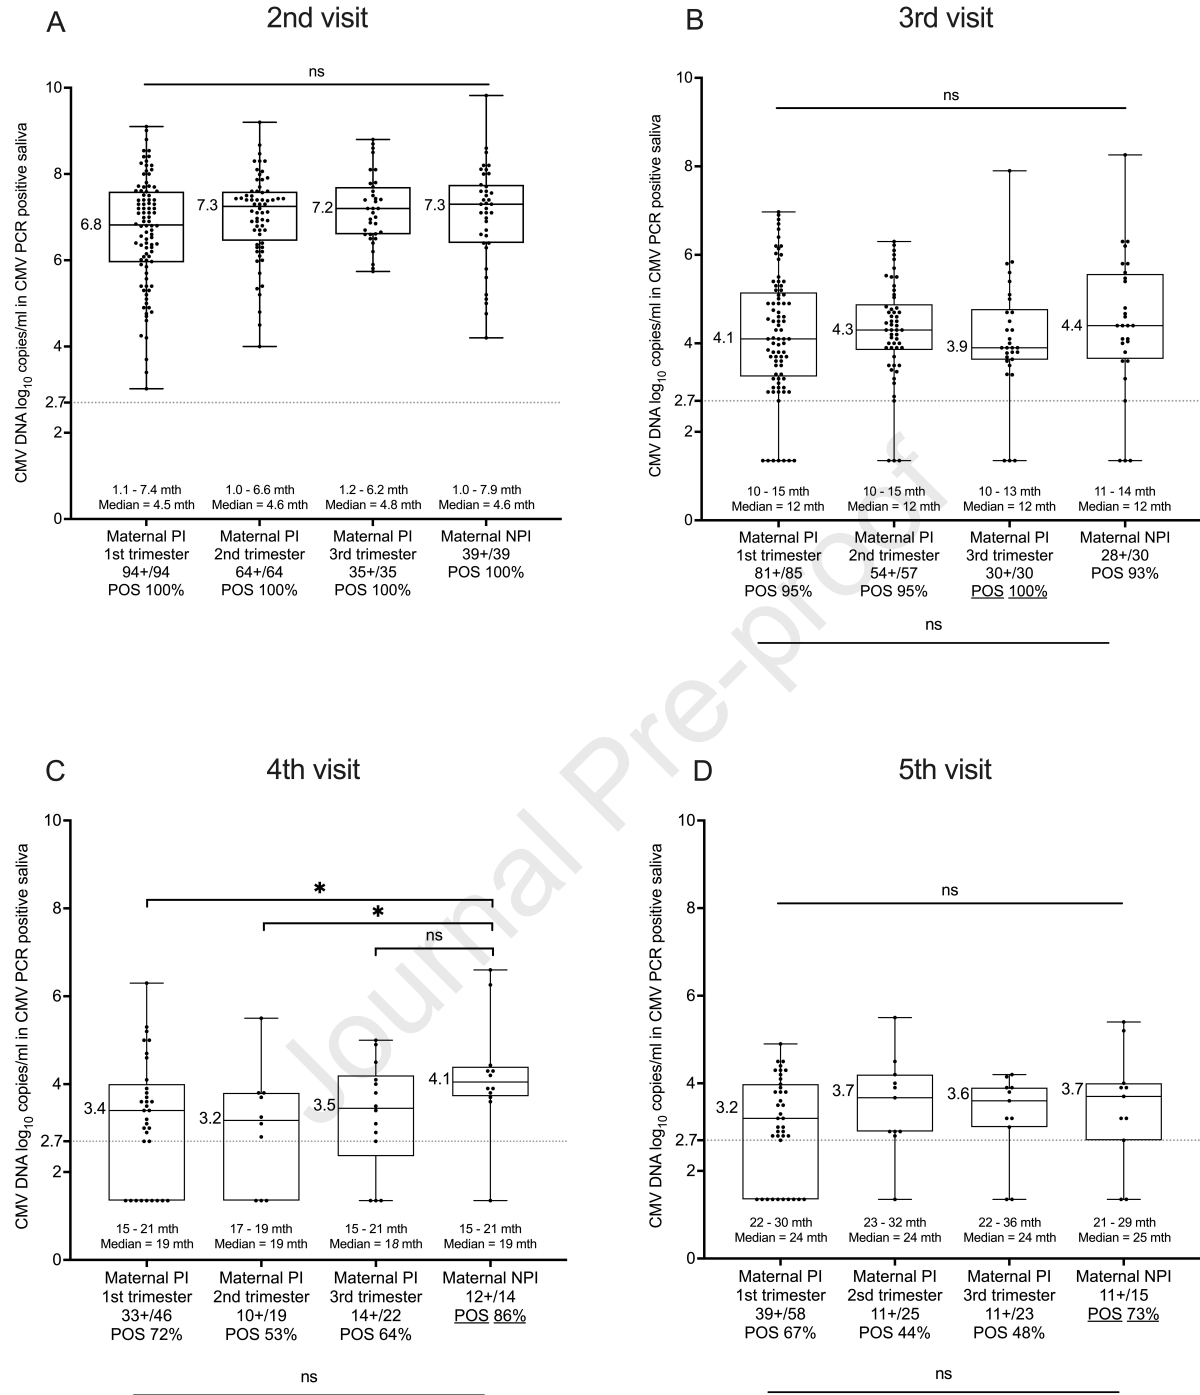 A
2nd visit
CMV DNA log10 copies/ml in CMV PCR positive saliva
ns
10
8
6
4
2.7
2
0
6.8
7.3
7.2
7.3
1.1 - 7.4 mth
Median = 4.5 mth
1.0 - 6.6 mth
Median = 4.6 mth
1.2 - 6.2 mth
Median = 4.8 mth
1.0 - 7.9 mth
Median = 4.6 mth
Maternal PI
1st trimester
94+/94
POS 100%
Maternal PI
2nd trimester
64+/64
POS 100%
Maternal PI
3rd trimester
35+/35
POS 100%
Maternal NPI
39+/39
POS 100%
B
3rd visit
CMV DNA log10 copies/ml in CMV PCR positive saliva
ns
10
8
6
4
2.7
2
0
4.1
4.3
3.9
4.4
10 - 15 mth
Median = 12 mth
10 - 15 mth
Median = 12 mth
10 - 13 mth
Median = 12 mth
11 - 14 mth
Median = 12 mth
Maternal PI
1st trimester
81+/85
POS 95%
Maternal PI
2nd trimester
54+/57
POS 95%
Maternal PI
3rd trimester
30+/30
POS 100%
Maternal NPI
28+/30
POS 93%
ns
Journal Pre-proof
C
4th visit
CMV DNA log10 copies/ml in CMV PCR positive saliva
*
*
ns
10
8
6
4
2.7
2
0
3.4
3.2
3.5
4.1
15 - 21 mth
Median = 19 mth
17 - 19 mth
Median = 19 mth
15 - 21 mth
Median = 18 mth
15 - 21 mth
Median = 19 mth
Maternal PI
1st trimester
33+/46
POS 72%
Maternal PI
2nd trimester
10+/19
POS 53%
Maternal PI
3rd trimester
14+/22
POS 64%
Maternal NPI
12+/14
POS 86%
ns
D
5th visit
CMV DNA log10 copies/ml in CMV PCR positive saliva
ns
10
8
6
4
2.7
2
0
3.2
3.7
3.6
3.7
22 - 30 mth
Median = 24 mth
23 - 32 mth
Median = 24 mth
22 - 36 mth
Median = 24 mth
21 - 29 mth
Median = 25 mth
Maternal PI
1st trimester
39+/58
POS 67%
Maternal PI
2sd trimester
11+/25
POS 44%
Maternal PI
3rd trimester
11+/23
POS 48%
Maternal NPI
11+/15
POS 73%
ns